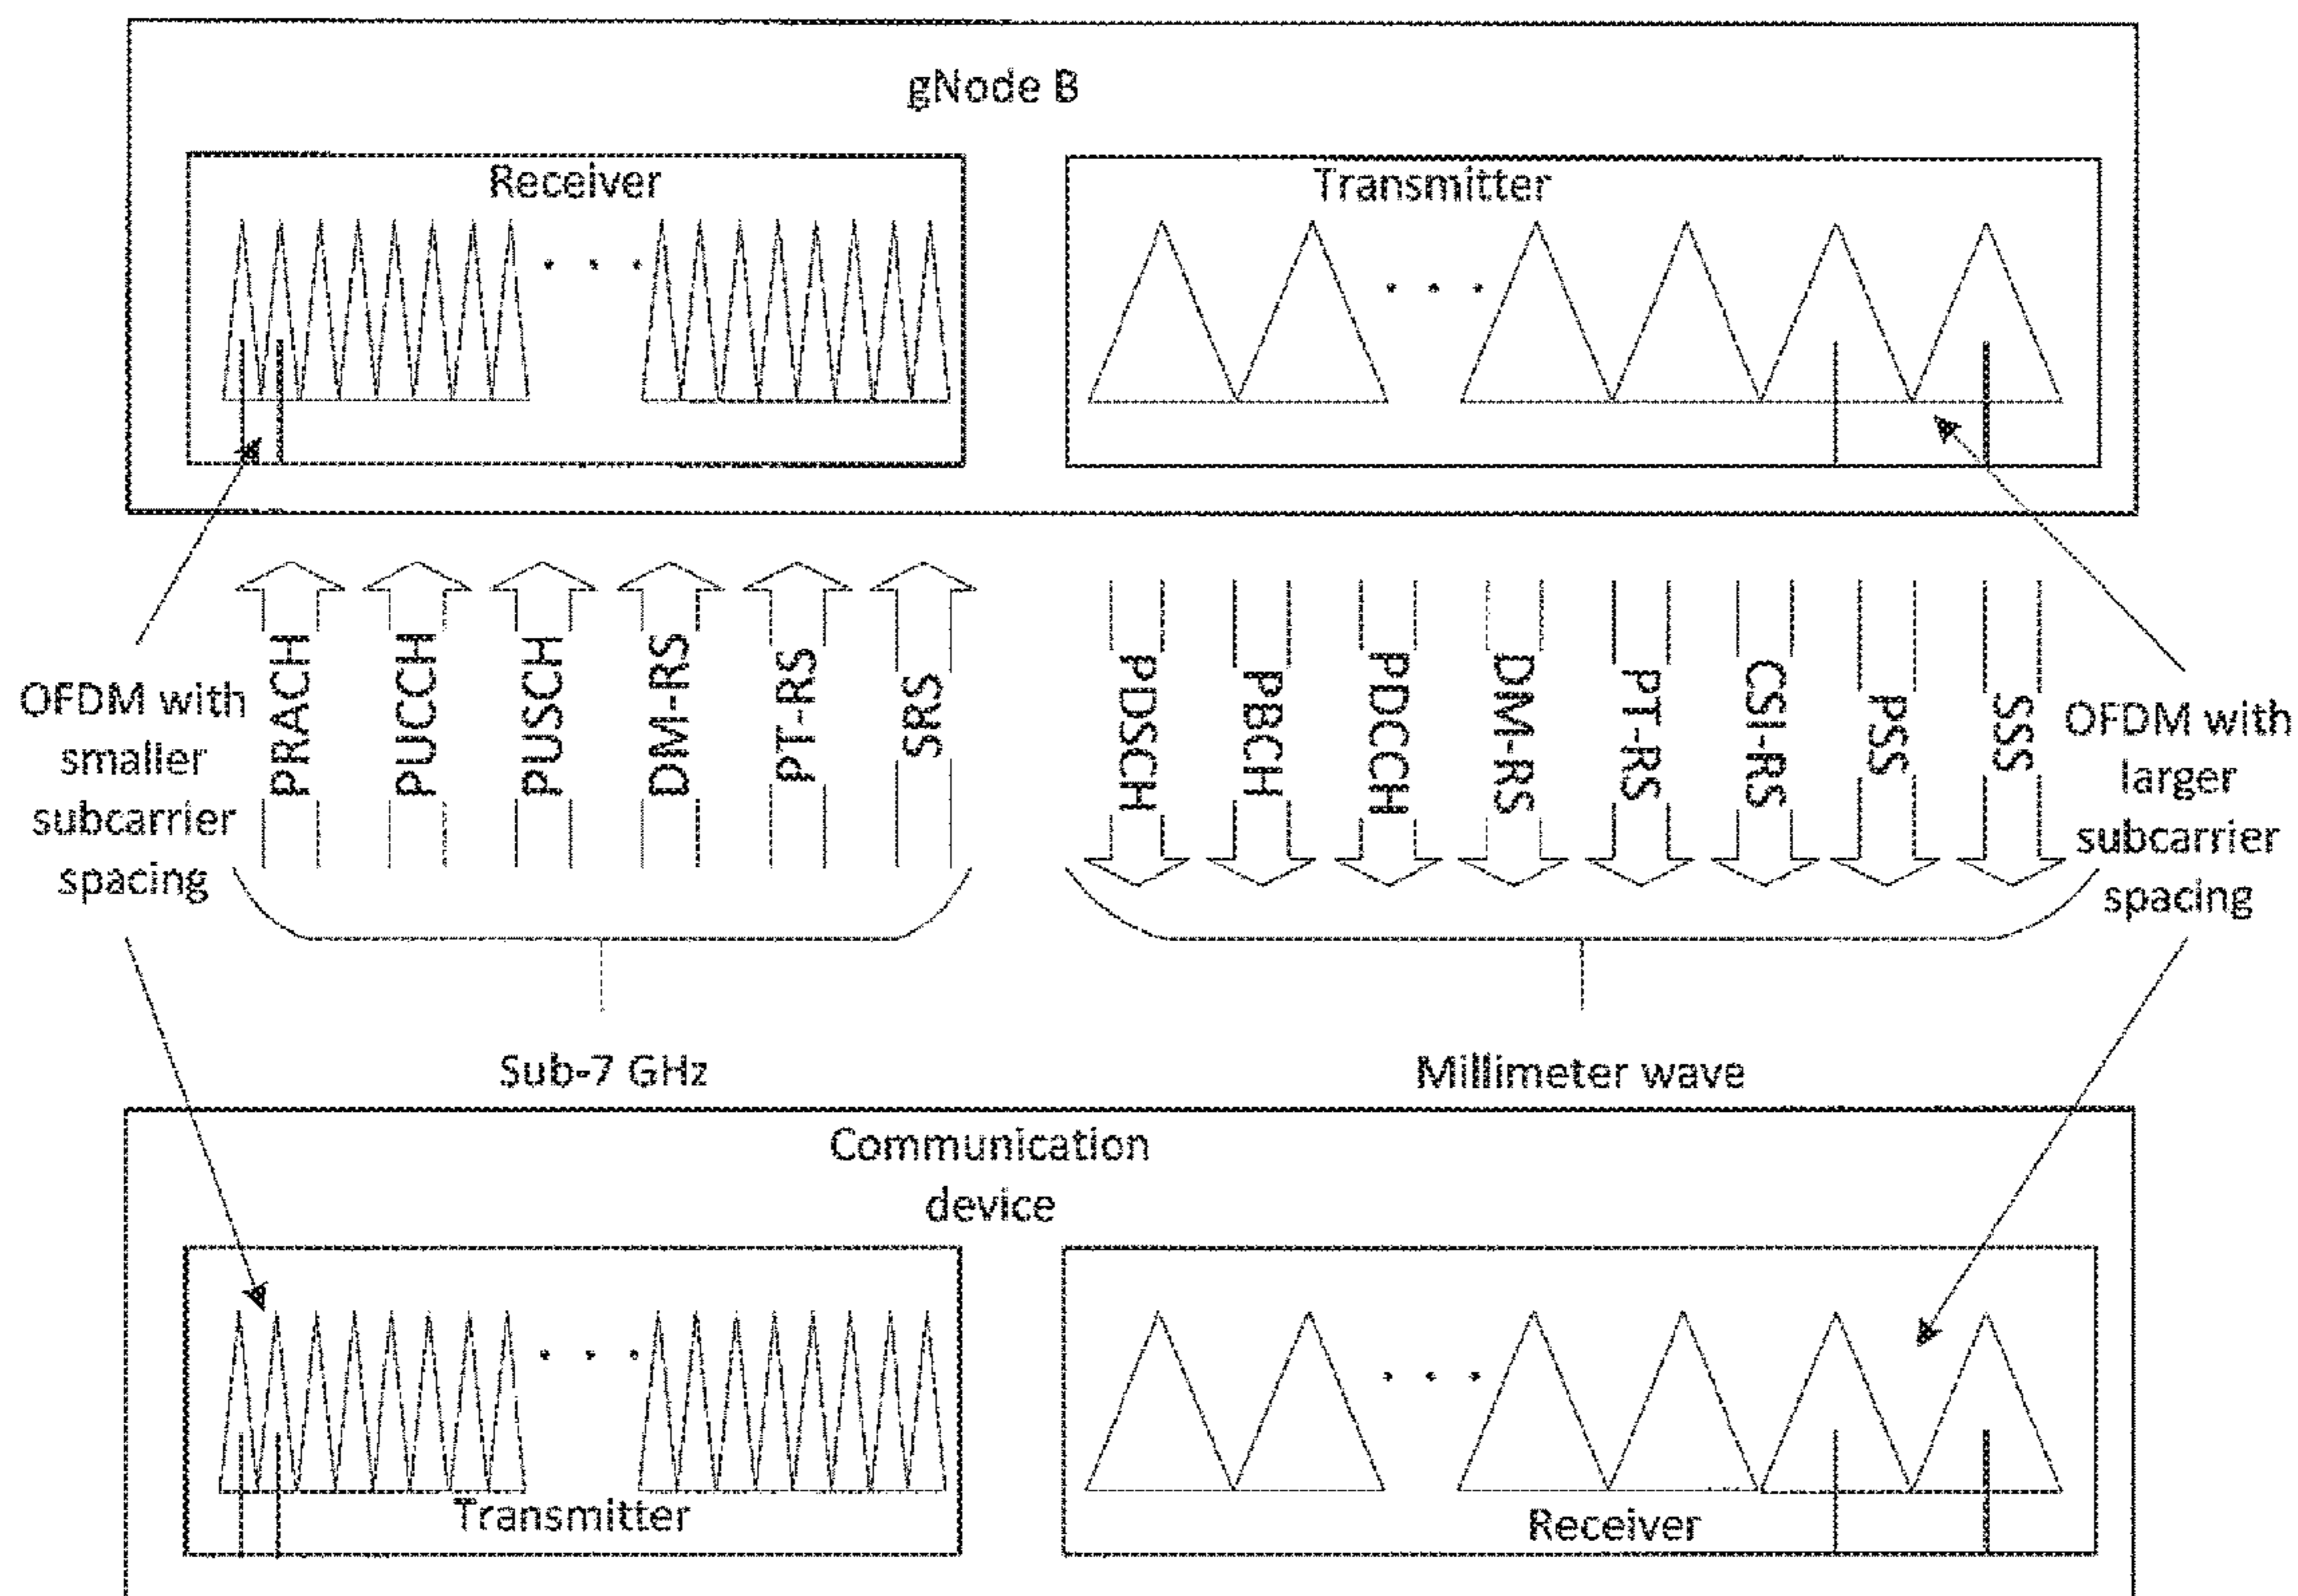 gNode B
Receiver
Transmitter
PRACH
PUCCH
PUSCH
DM-RS
PT-RS
SRS
PDSCH
PBCH
PDCCH
DM-RS
PT-RS
CSI-RS
PSS
SSS
OFDM with
smaller
subcarrier
spacing
OFDM with
larger
subcarrier
spacing
Sub-7 GHz
Millimeter wave
Communication
device
Transmitter
Receiver